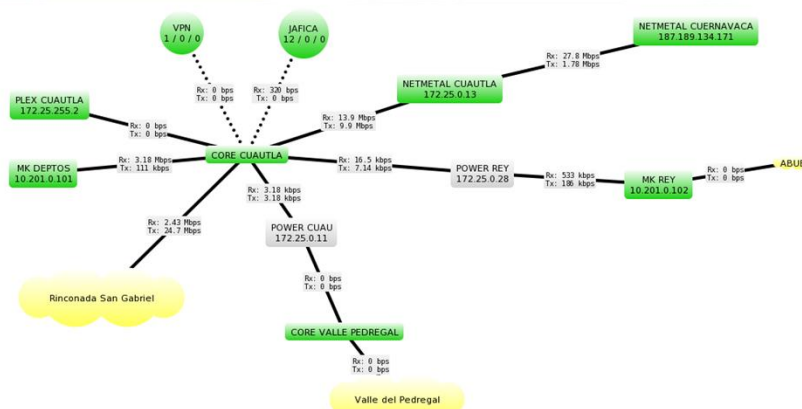 VPN
1 / 0 / 0
JAFICA
12 / 0 / 0
NETMETAL CUERNAVACA
187.189.134.171
Rx: 27.8 Mbps
Tx: 1.78 Mbps
NETMETAL CUAUTLA
172.25.0.13
Rx: 0 bps
Tx: 0 bps
Rx: 320 bps
Tx: 0 bps
PLEX CUAUTLA
172.25.255.2
Rx: 0 bps
Tx: 0 bps
Rx: 13.9 Mbps
Tx: 9.9 Mbps
CORE CUAUTLA
MK DEPTOS
10.201.0.101
Rx: 3.18 Mbps
Tx: 111 kbps
Rx: 16.5 kbps
Tx: 7.14 kbps
POWER REY
172.25.0.28
Rx: 533 kbps
Tx: 186 kbps
MK REY
10.201.0.102
Rx: 0 bps
Tx: 0 bps
ABUE
Rx: 3.18 kbps
Tx: 3.18 kbps
Rx: 2.43 Mbps
Tx: 24.7 Mbps
POWER CUAU
172.25.0.11
Rx: 0 bps
Tx: 0 bps
Rinconada San Gabriel
CORE VALLE PEDREGAL
Rx: 0 bps
Tx: 0 bps
Valle del Pedregal